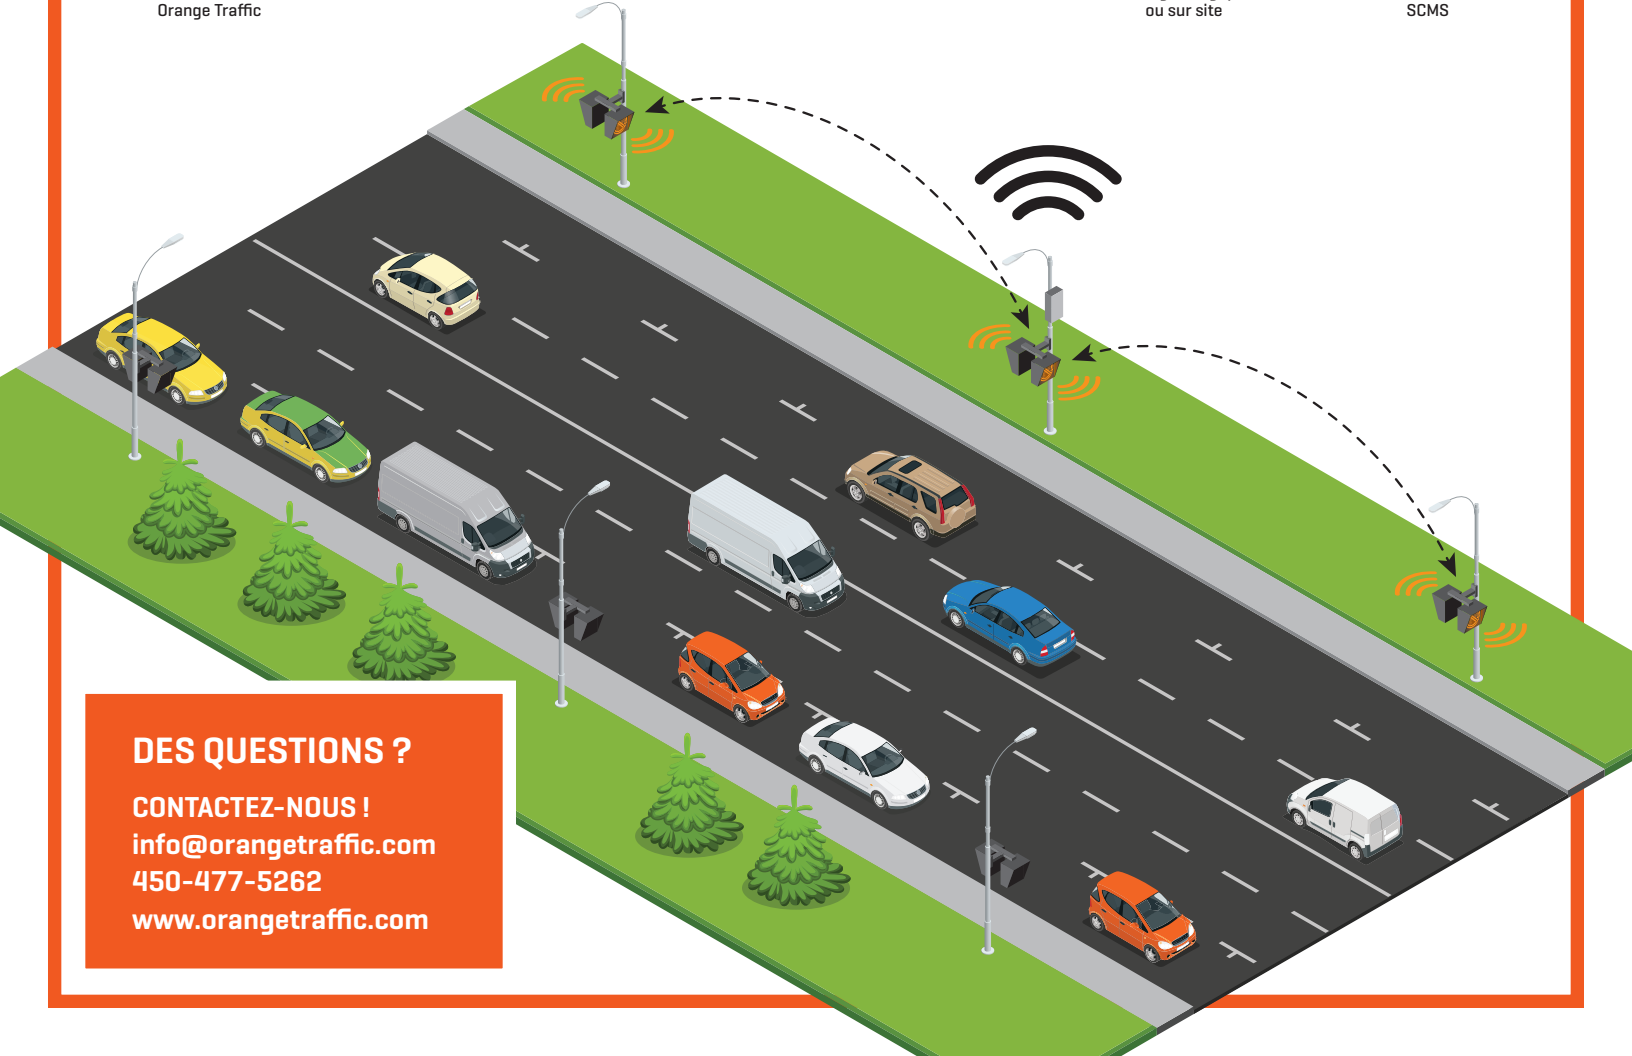 Orange Traffic
ou sur site
SCMS
DES QUESTIONS ?
CONTACTEZ-NOUS !
info@orangetraffic.com
450-477-5262
www.orangetraffic.com